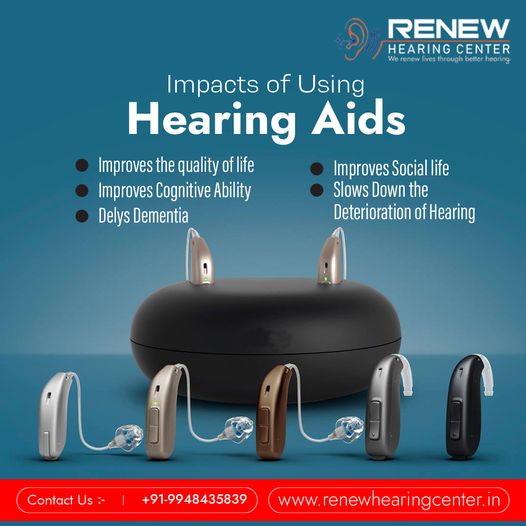 RENEW
HEARING CENTER
We renew lives through better hearing.
Impacts of Using
Hearing Aids
Improves the quality of life
Improves Cognitive Ability
Delys Dementia
Improves Social life
Slows Down the
Deterioration of Hearing
Contact Us :- | +91-9948435839
www.renewhearingcenter.in